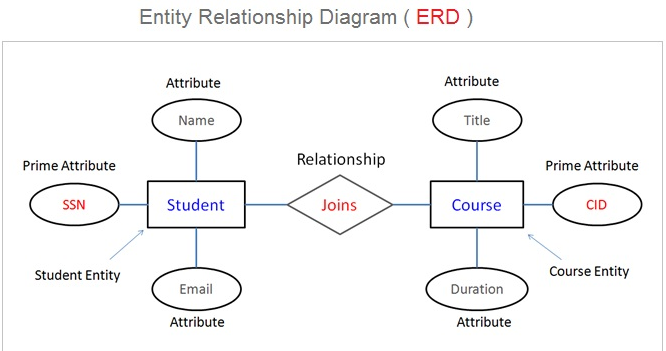 Entity Relationship Diagram ( ERD )
Attribute
Attribute
Name
Title
Relationship
Prime Attribute
Prime Attribute
SSN
Student
Joins
Course
CID
Student Entity
Course Entity
Email
Duration
Attribute
Attribute